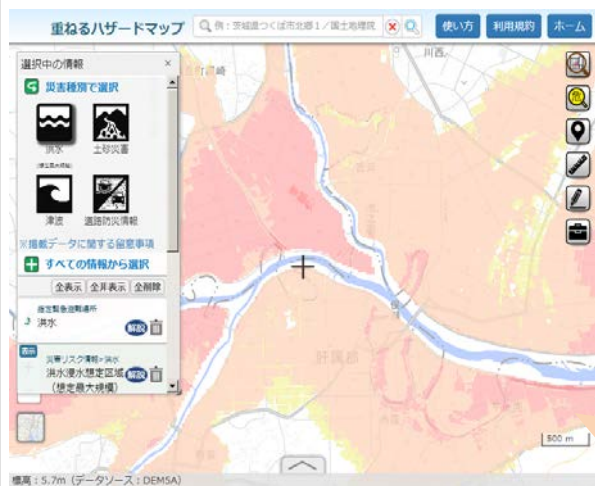 重ねるハザードマップ
例：茨城県つくば市北郷1／国土地理院
使い方
利用規約
ホーム
選択中の情報
×
災害種別で選択
洪水
土砂災害
津波
道路防災情報
※掲載データに関する留意事項
すべての情報から選択
全表示
全非表示
全削除
指定緊急避難場所
洪水
解説
表示
災害リスク情報>洪水
洪水浸水想定区域
（想定最大規模）
解説
川西
500 m
標高：5.7m（データソース：DEM5A）